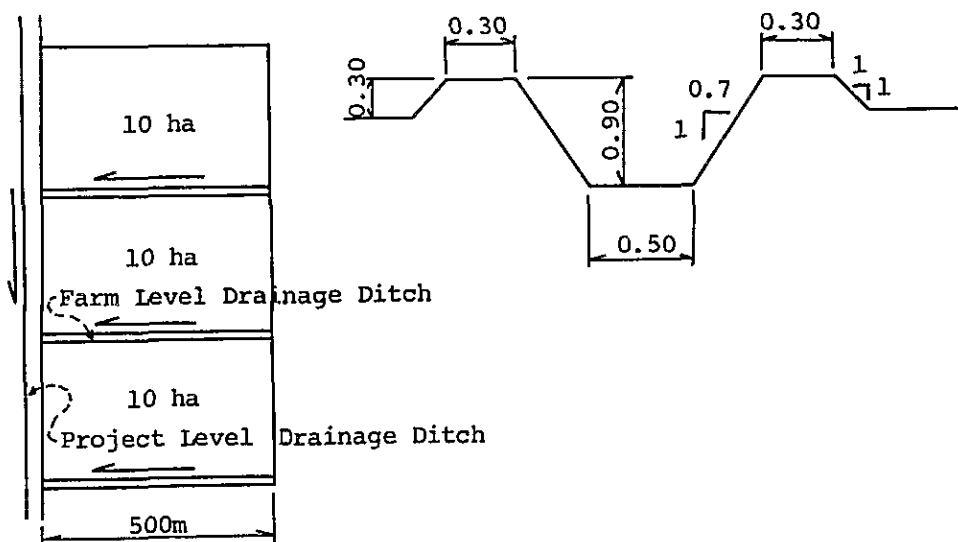 10 ha
10 ha
Farm Level Drainage Ditch
10 ha
Project Level Drainage Ditch
500m
0.30
0.30
0.30
0.90
0.7
1
1
1
0.50